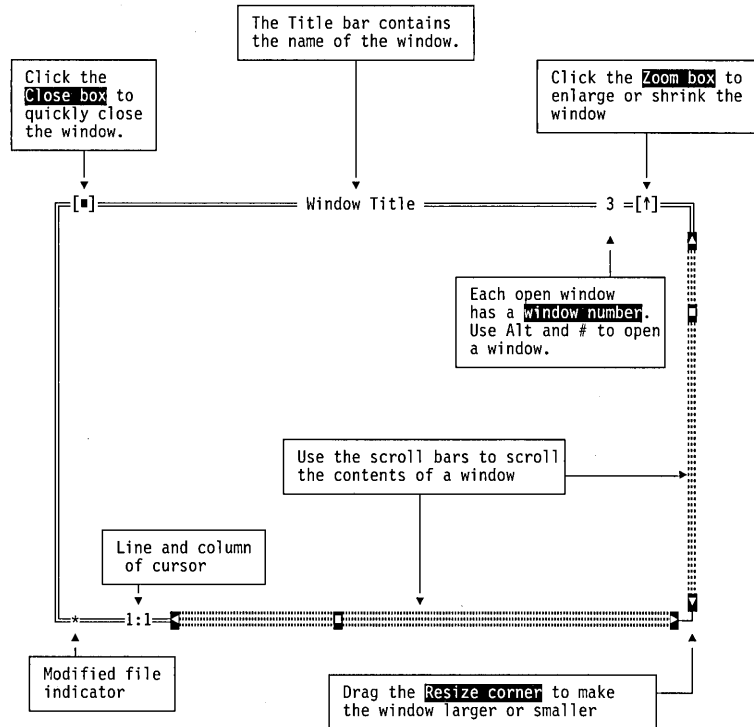 The Title bar contains
the name of the window.
Click the
Close box to
quickly close
the window.
Click the Zoom box to
enlarge or shrink the
window
[■] Window Title 3 [↑]
Each open window
has a window number.
Use Alt and # to open
a window.
Use the scroll bars to scroll
the contents of a window
Line and column
of cursor
* 1:1
Modified file
indicator
Drag the Resize corner to make
the window larger or smaller